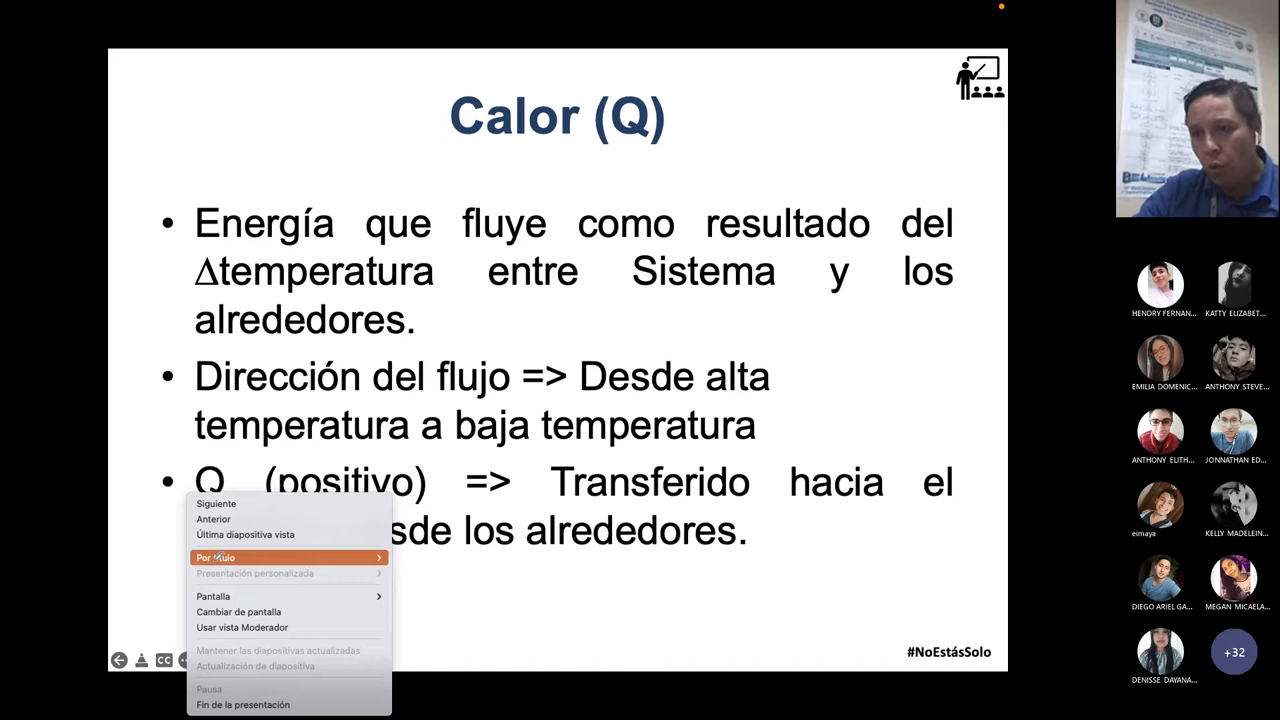 Calor (Q)
• Energía que fluye como resultado del
∆temperatura entre Sistema y los
alrededores.
• Dirección del flujo => Desde alta
temperatura a baja temperatura
• Q (positivo) => Transferido hacia el
sde los alrededores.
Siguiente
Anterior
Última diapositiva vista
Por
Presentación personalizada
Pantalla
Cambiar de pantalla
Usar vista Moderador
Mantener las diapositivas actualizadas
Actualización de diapositiva
Pausa
Fin de la presentación
CC
#NoEstásSolo
HENDRY FERNAN...
KATTY ELIZABET...
EMILIA DOMENIC...
ANTHONY STEVE...
ANTHONY ELITH...
JONNATHAN ED...
eimaya
KELLY MADELEIN...
DIEGO ARIEL GA...
MEGAN MICAELA...
DENISSE DAYANA...
+32